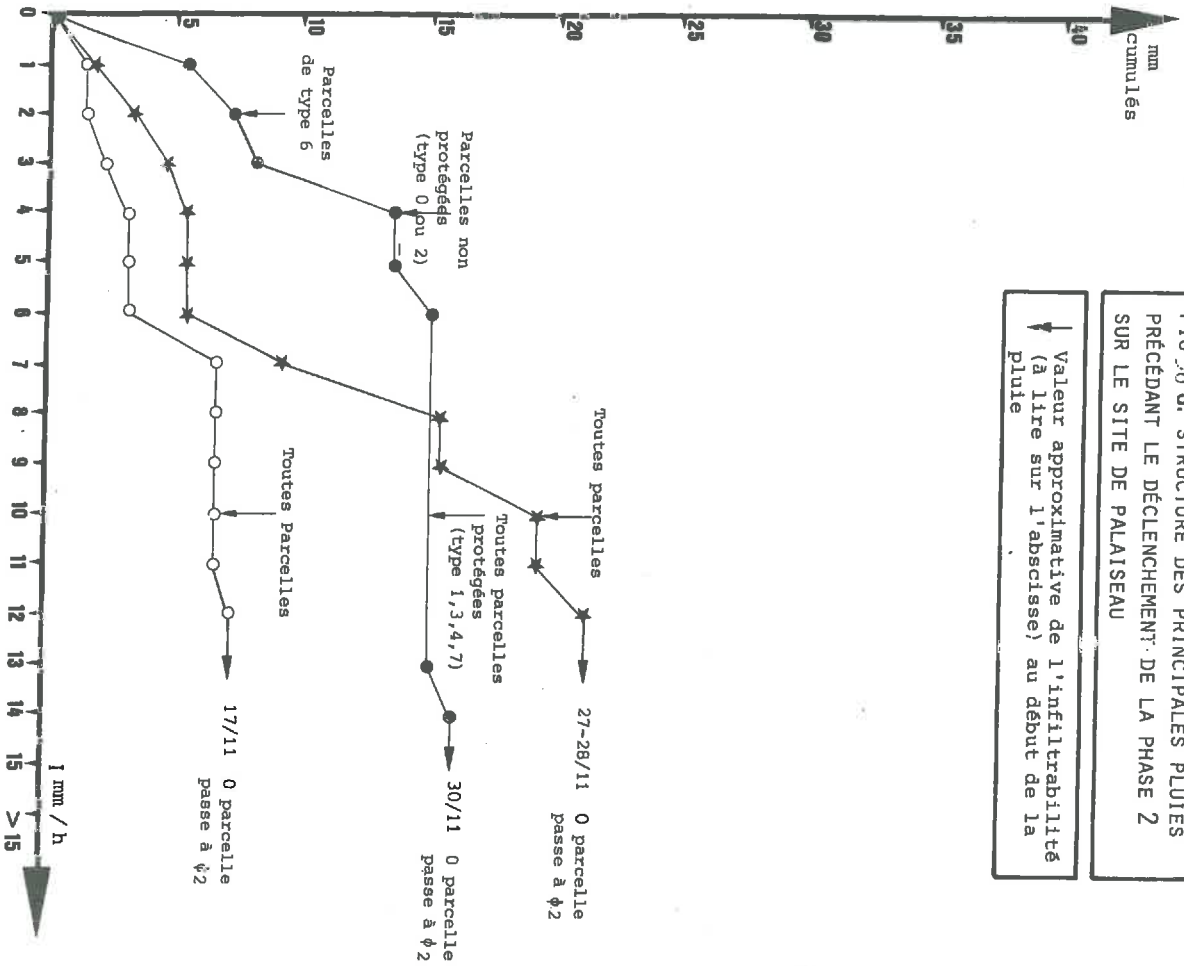 STRUCTURE DES PRINCIPALES PLUIES
PRÉCÉDANT LE DÉCLENCHEMENT DE LA PHASE 2
SUR LE SITE DE PALAISEAU
Valeur approximative de l'infiltrabilité
(à lire sur l'abscisse) au début de la
pluie
mm
cumulés
40
35
30
25
20
15
10
5
0
Parcelles
de type 6
Parcelles non
protégées
(type 0 ou 2)
Toutes parcelles
Toutes parcelles
protégées
(type 1,3,4,7)
Toutes Parcelles
27-28/11 0 parcelle
passe à ϕ2
30/11 0 parcelle
passe à ϕ2
17/11 0 parcelle
passe à ϕ2
1
2
3
4
5
6
7
8
9
10
11
12
13
14
15
>15
I mm / h